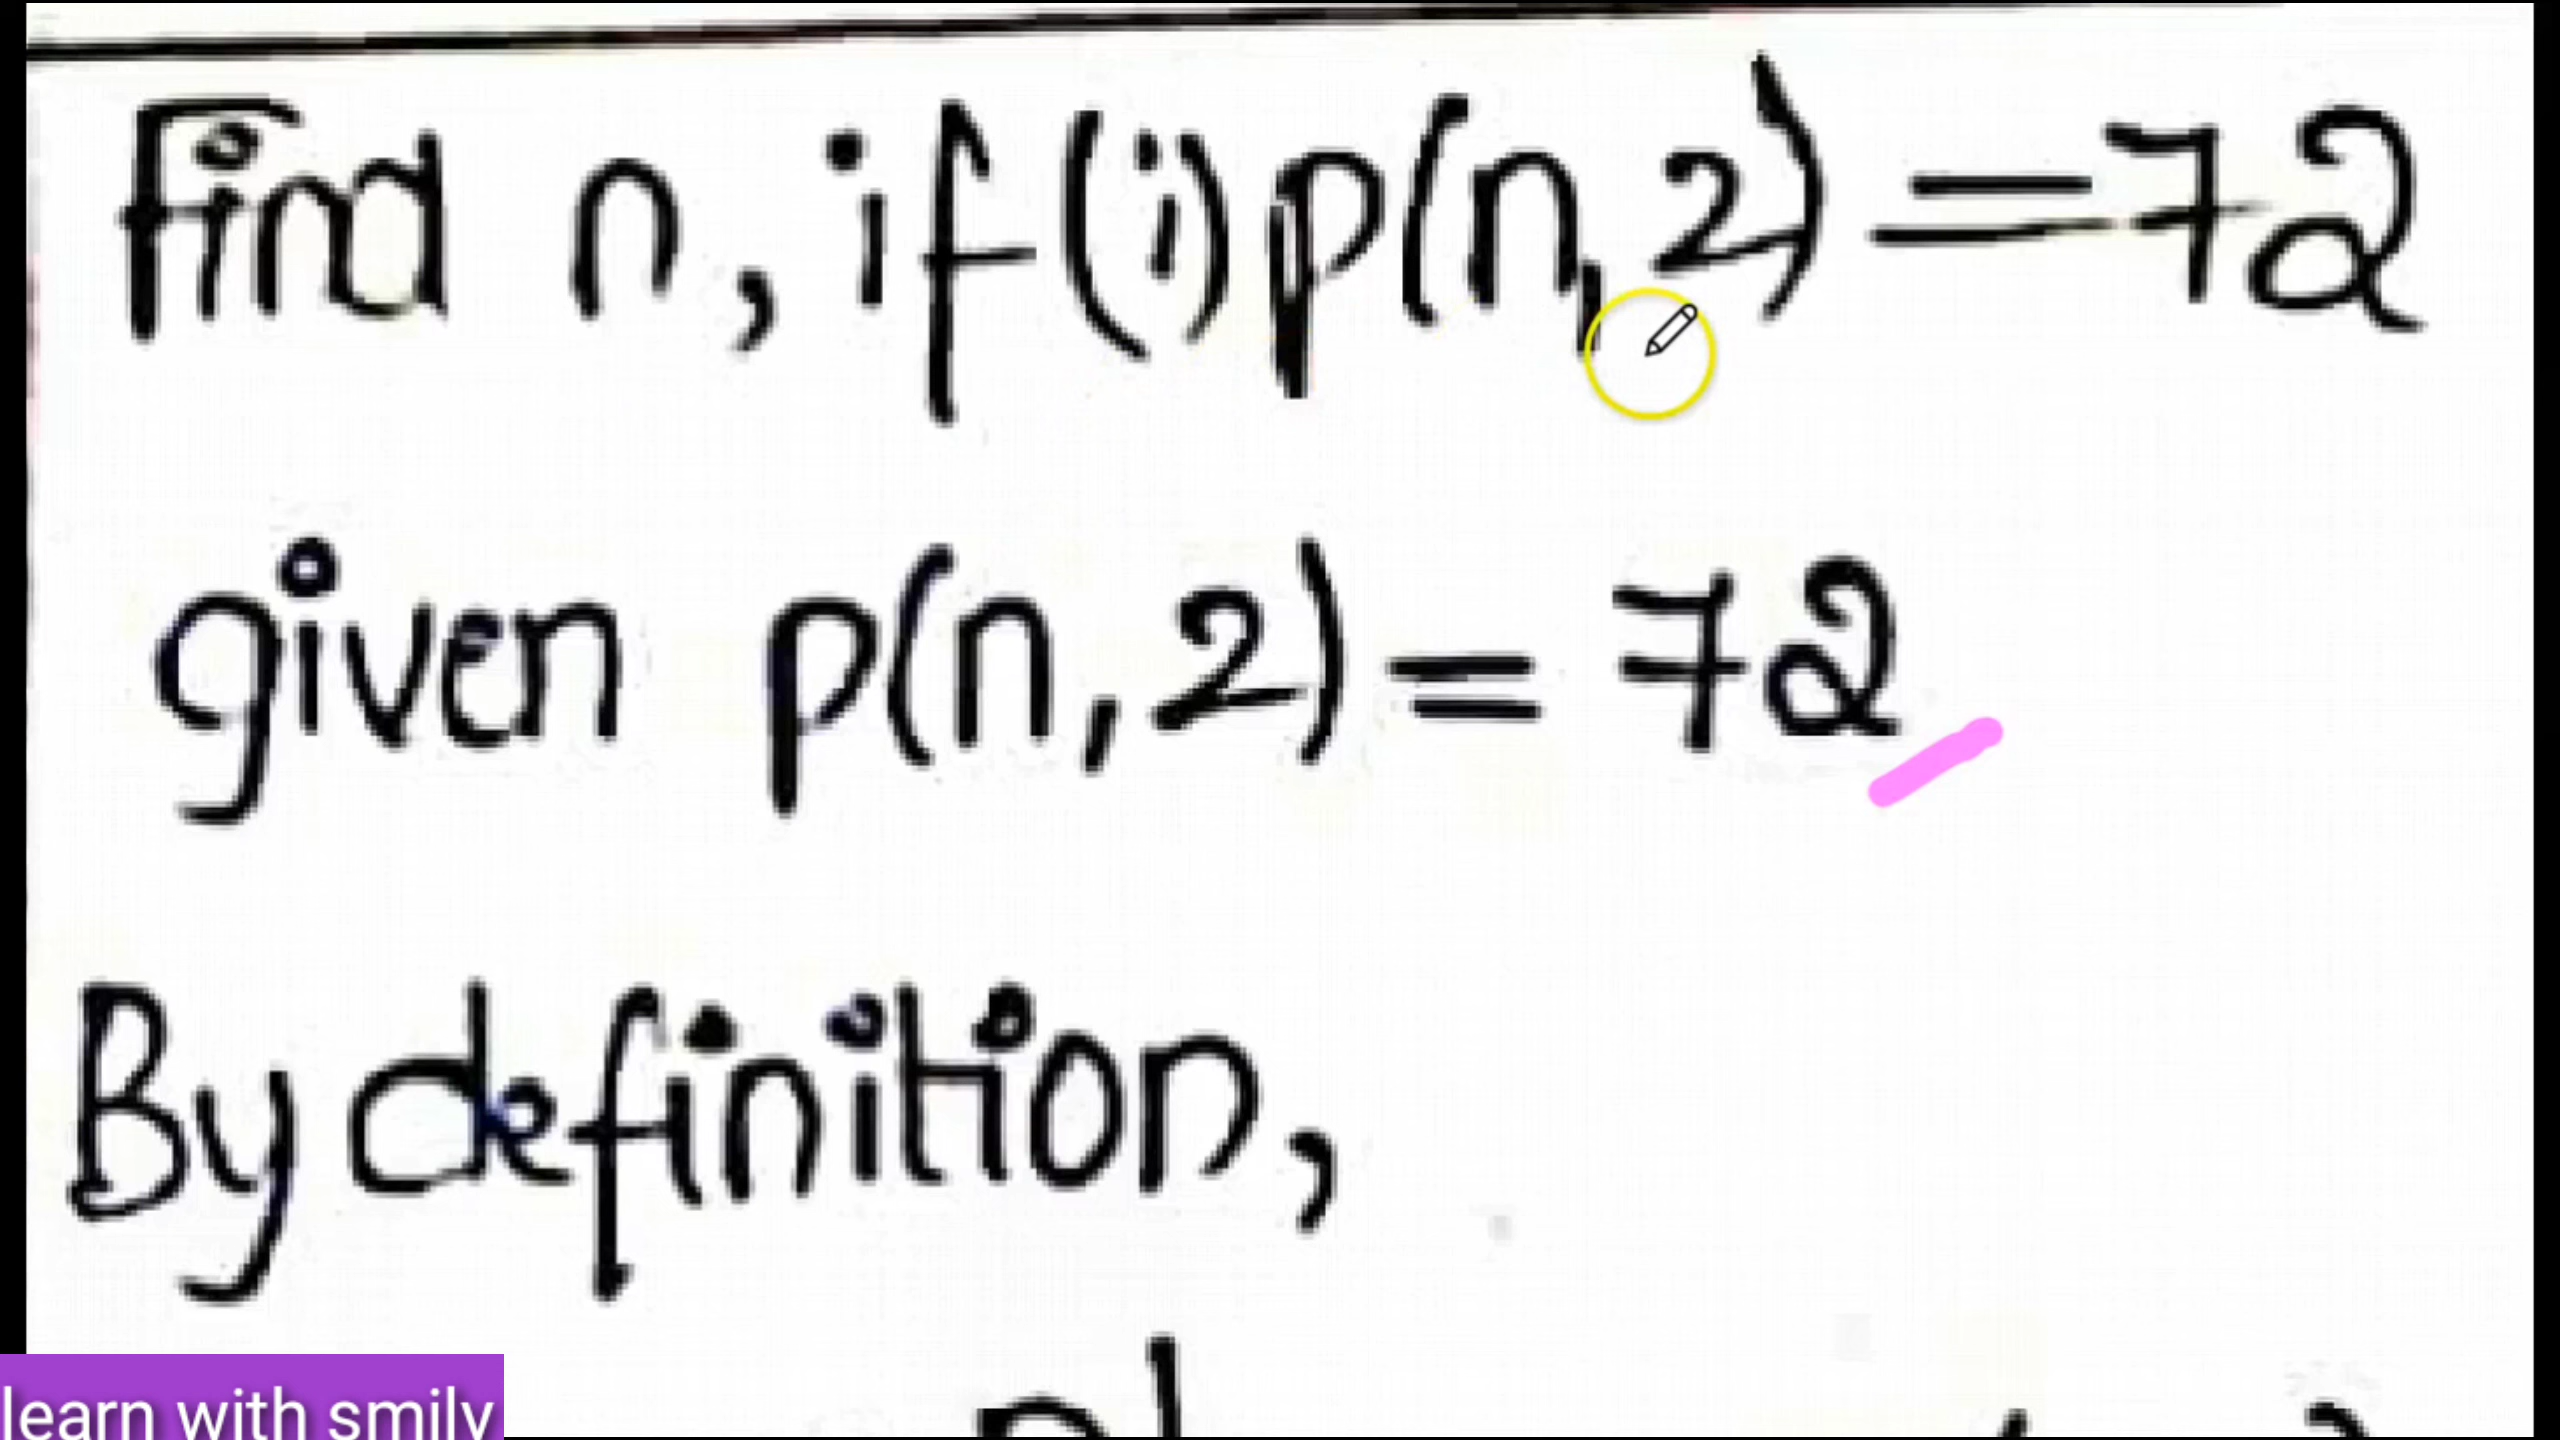 Find n, if (i) p(n,2) = 72
given p(n,2) = 72
By definition,
learn with smily